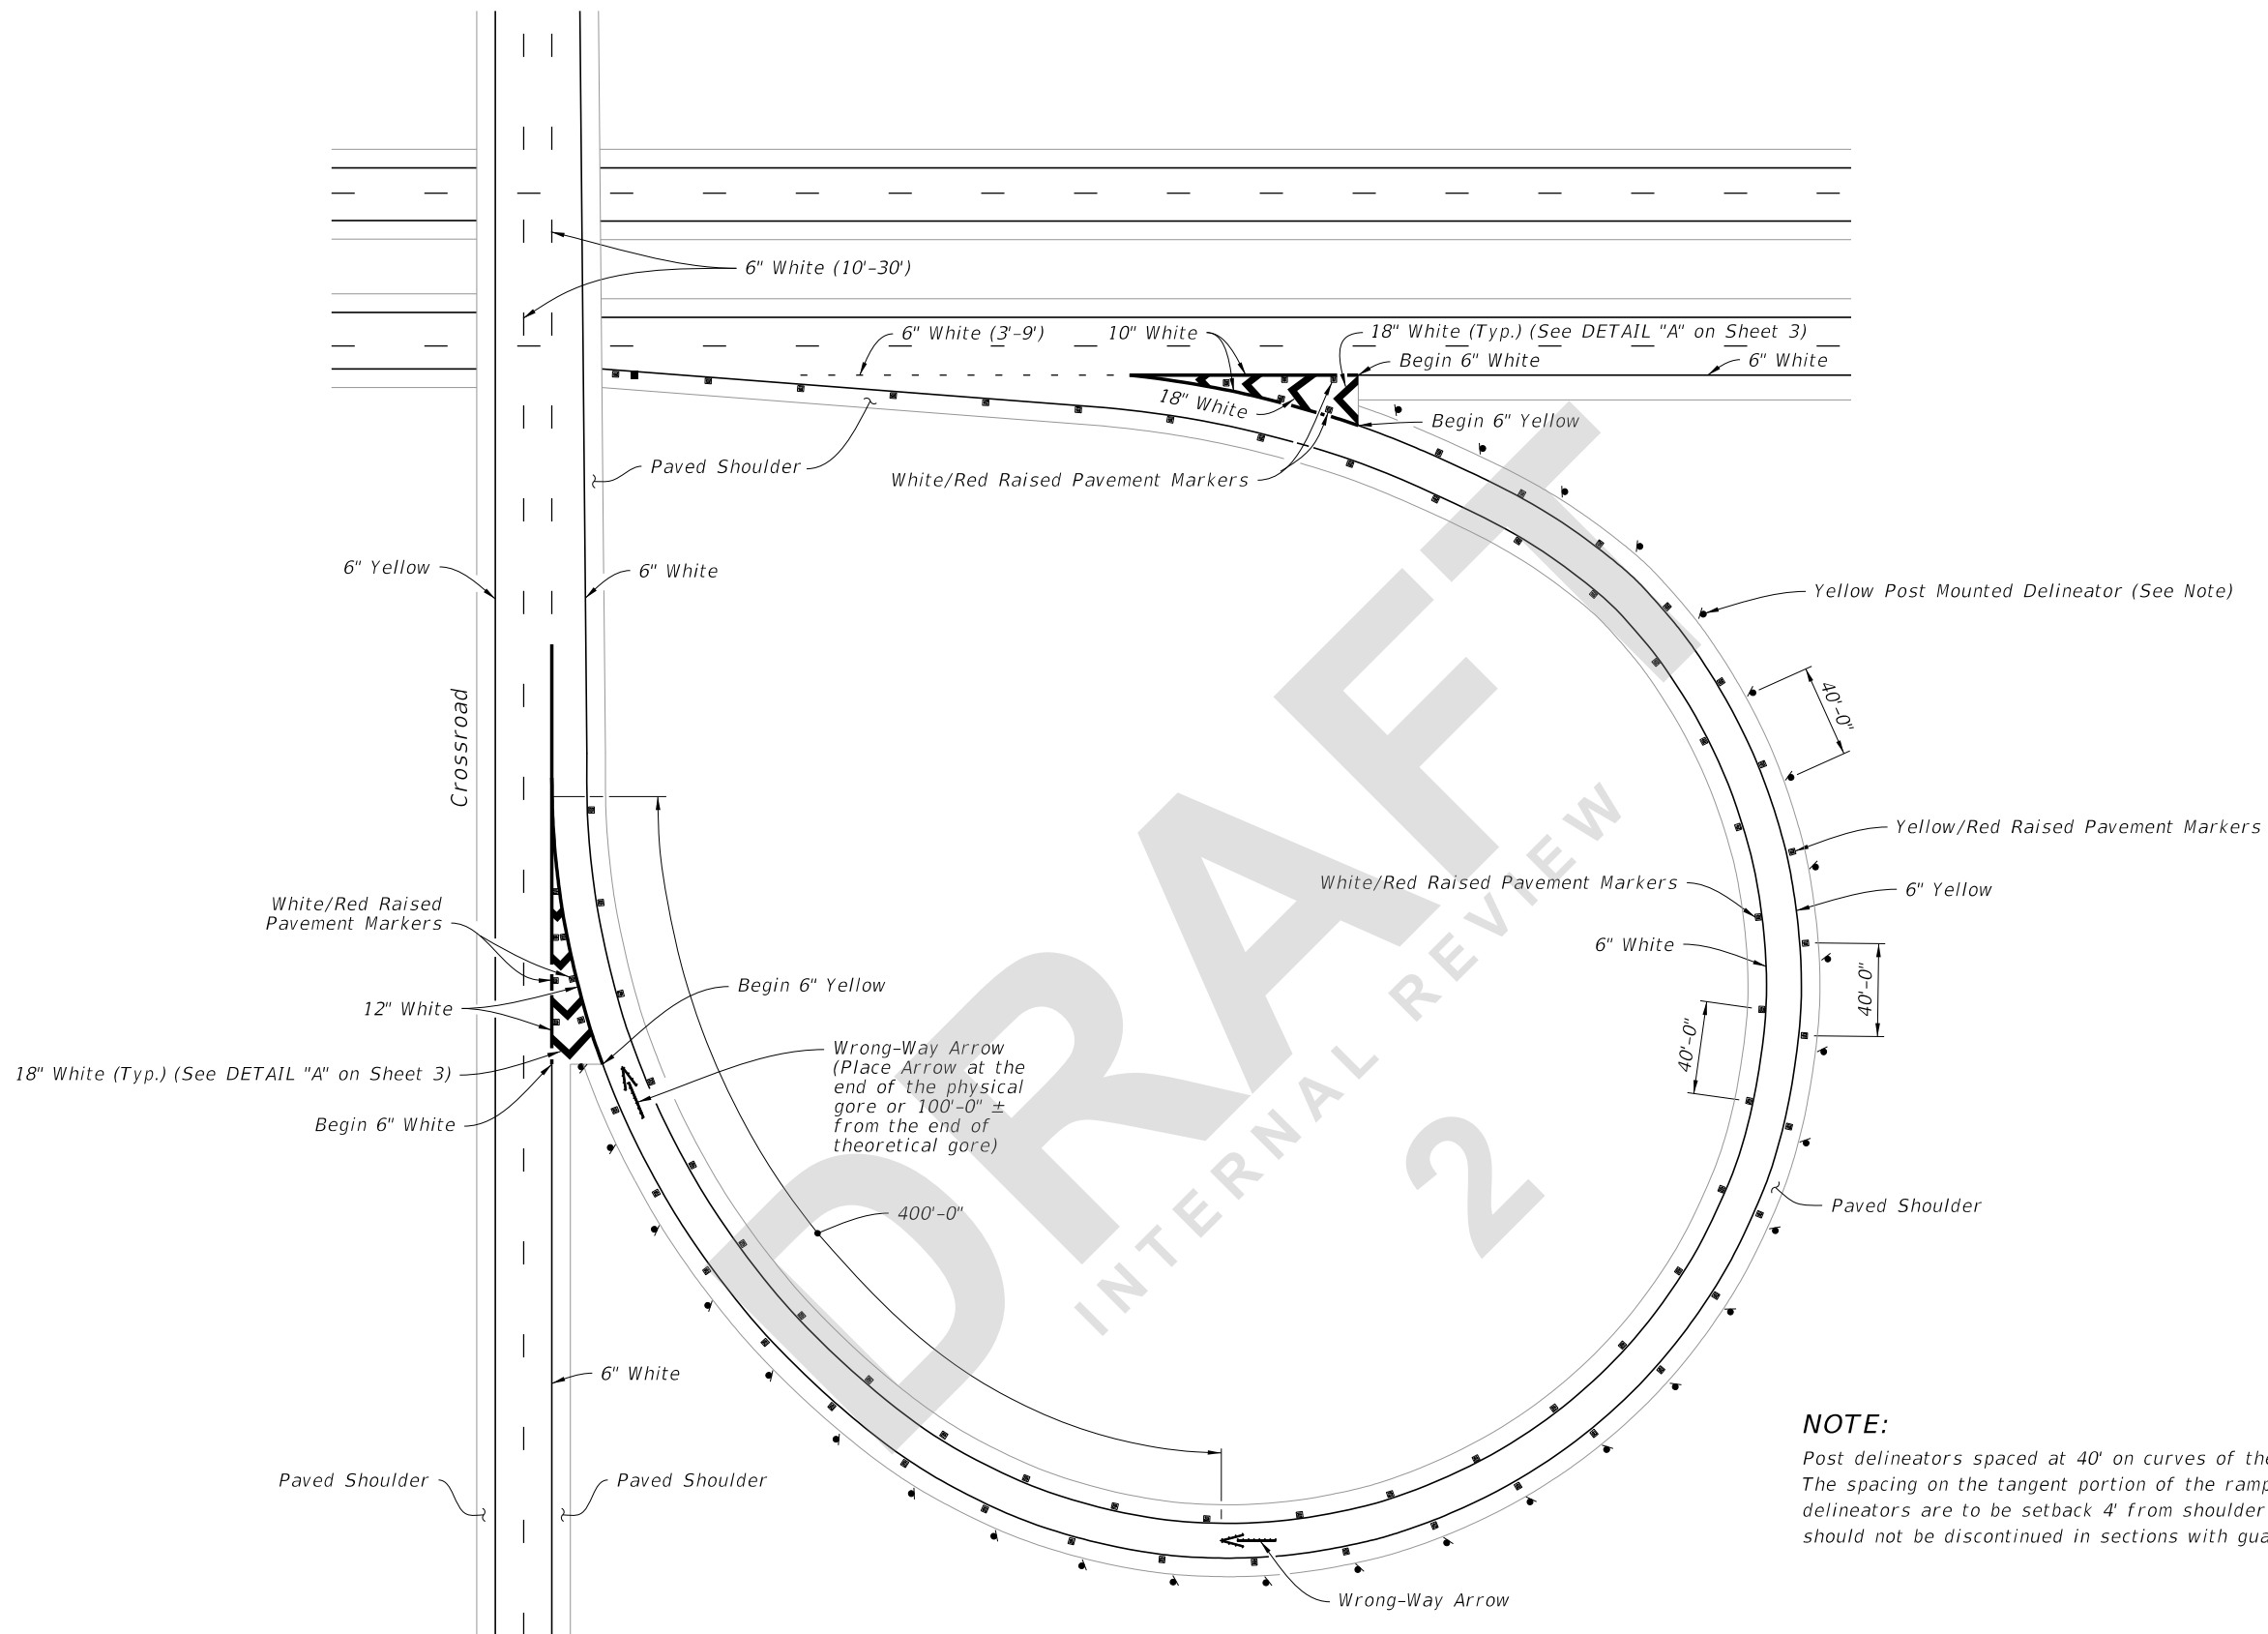 6" White (10'-30')
6" White (3'-9')
10" White
18" White (Typ.) (See DETAIL "A" on Sheet 3)
Begin 6" White
6" White
18" White
Begin 6" Yellow
Paved Shoulder
White/Red Raised Pavement Markers
6" Yellow
6" White
Yellow Post Mounted Delineator (See Note)
Crossroad
40'-0"
Yellow/Red Raised Pavement Markers
White/Red Raised Pavement Markers
6" Yellow
White/Red Raised
Pavement Markers
6" White
40'-0"
Begin 6" Yellow
12" White
40'-0"
Wrong-Way Arrow
(Place Arrow at the
end of the physical
gore or 100'-0" ±
from the end of
theoretical gore)
18" White (Typ.) (See DETAIL "A" on Sheet 3)
Begin 6" White
400'-0"
Paved Shoulder
6" White
Paved Shoulder
Paved Shoulder
Wrong-Way Arrow
NOTE:
Post delineators spaced at 40' on curves of the
The spacing on the tangent portion of the ramp
delineators are to be setback 4' from shoulder
should not be discontinued in sections with gua
DRAFT
INTERNAL REVIEW
2